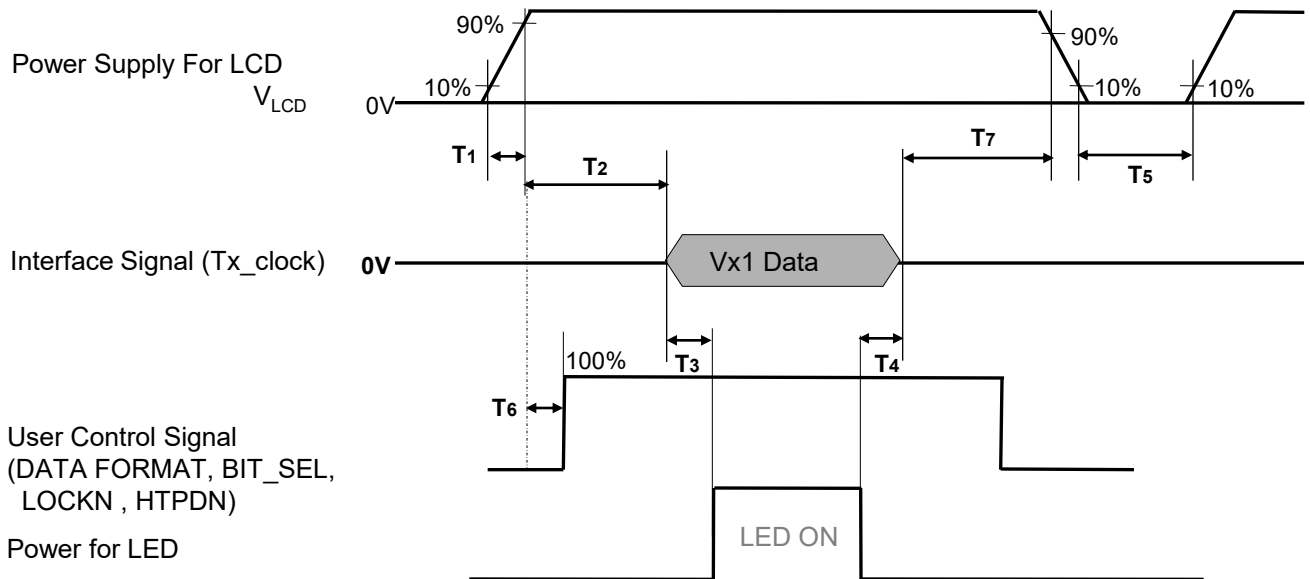 90%
90%
Power Supply For LCD
10%
10%
10%
VLCD
0V
T1
T2
T7
T5
Interface Signal (Tx_clock)
0V
Vx1 Data
100%
T3
T4
T6
User Control Signal
(DATA FORMAT, BIT_SEL,
LOCKN , HTPDN)
LED ON
Power for LED